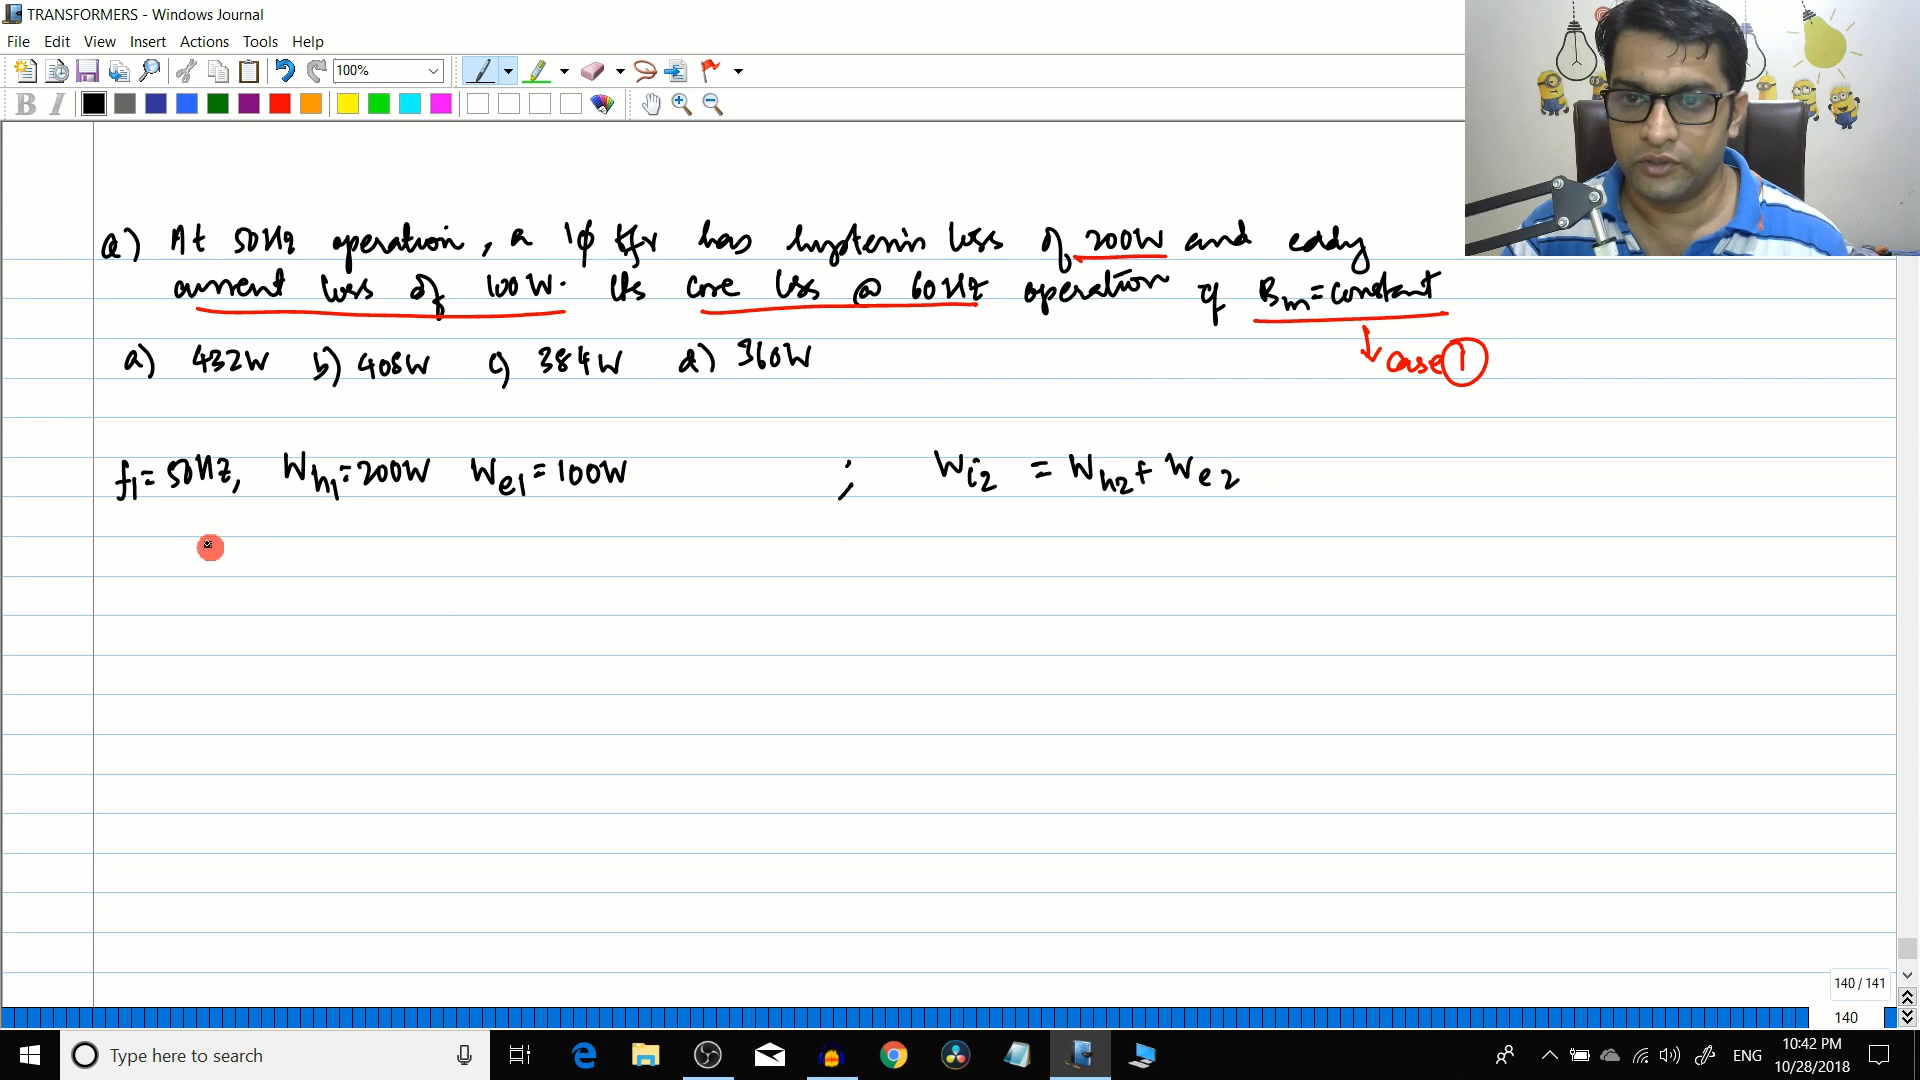 TRANSFORMERS - Windows Journal
File Edit View Insert Actions Tools Help
100%
B I
Q) At 50Hz operation, a 1φ tfr has hysterisis loss of 200W and eddy
current loss of 100W. Its core loss @ 60Hz operation if Bm = constant
a) 432W b) 408W c) 384W d) 360W
case ①
f1 = 50Hz, Wh1 = 200W We1 = 100W ; Wi2 = Wh2 + We2
140 / 141
140
Type here to search
ENG
10:42 PM
10/28/2018